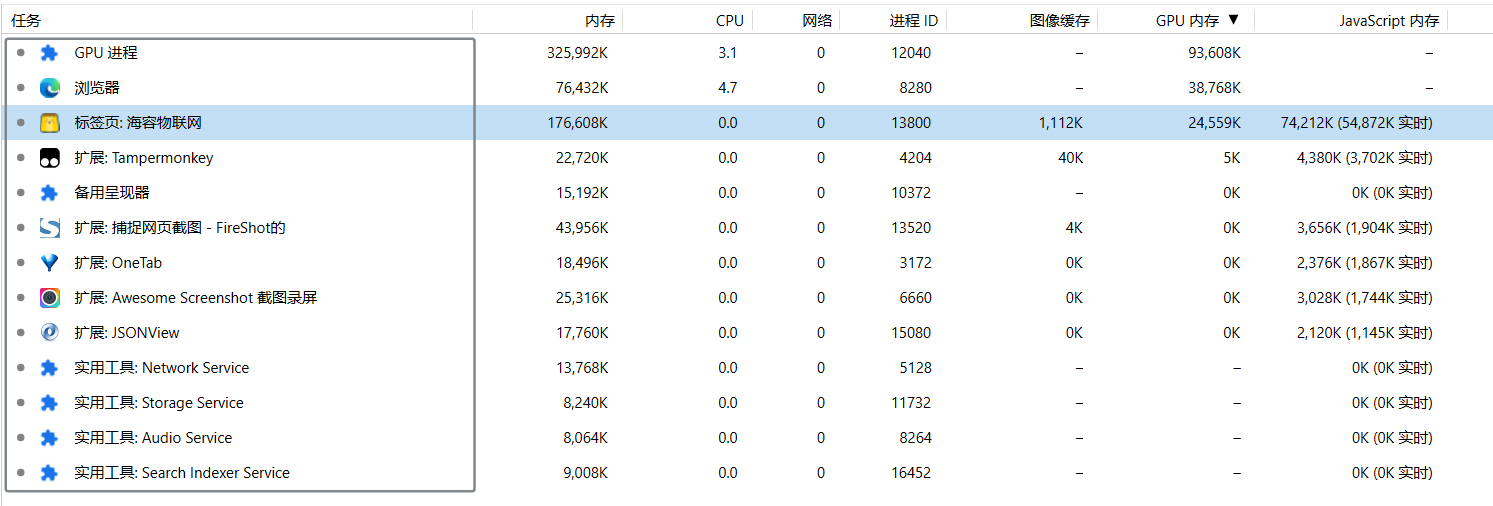 任务 内存 CPU 网络 进程 ID 图像缓存 GPU 内存 ▼ JavaScript 内存
GPU 进程 325,992K 3.1 0 12040 – 93,608K –
浏览器 76,432K 4.7 0 8280 – 38,768K –
标签页: 海容物联网 176,608K 0.0 0 13800 1,112K 24,559K 74,212K (54,872K 实时)
扩展: Tampermonkey 22,720K 0.0 0 4204 40K 5K 4,380K (3,702K 实时)
备用呈现器 15,192K 0.0 0 10372 – 0K 0K (0K 实时)
扩展: 捕捉网页截图 - FireShot的 43,956K 0.0 0 13520 4K 0K 3,656K (1,904K 实时)
扩展: OneTab 18,496K 0.0 0 3172 0K 0K 2,376K (1,867K 实时)
扩展: Awesome Screenshot 截图录屏 25,316K 0.0 0 6660 0K 0K 3,028K (1,744K 实时)
扩展: JSONView 17,760K 0.0 0 15080 0K 0K 2,120K (1,145K 实时)
实用工具: Network Service 13,768K 0.0 0 5128 – – 0K (0K 实时)
实用工具: Storage Service 8,240K 0.0 0 11732 – – 0K (0K 实时)
实用工具: Audio Service 8,064K 0.0 0 8264 – – 0K (0K 实时)
实用工具: Search Indexer Service 9,008K 0.0 0 16452 – – 0K (0K 实时)